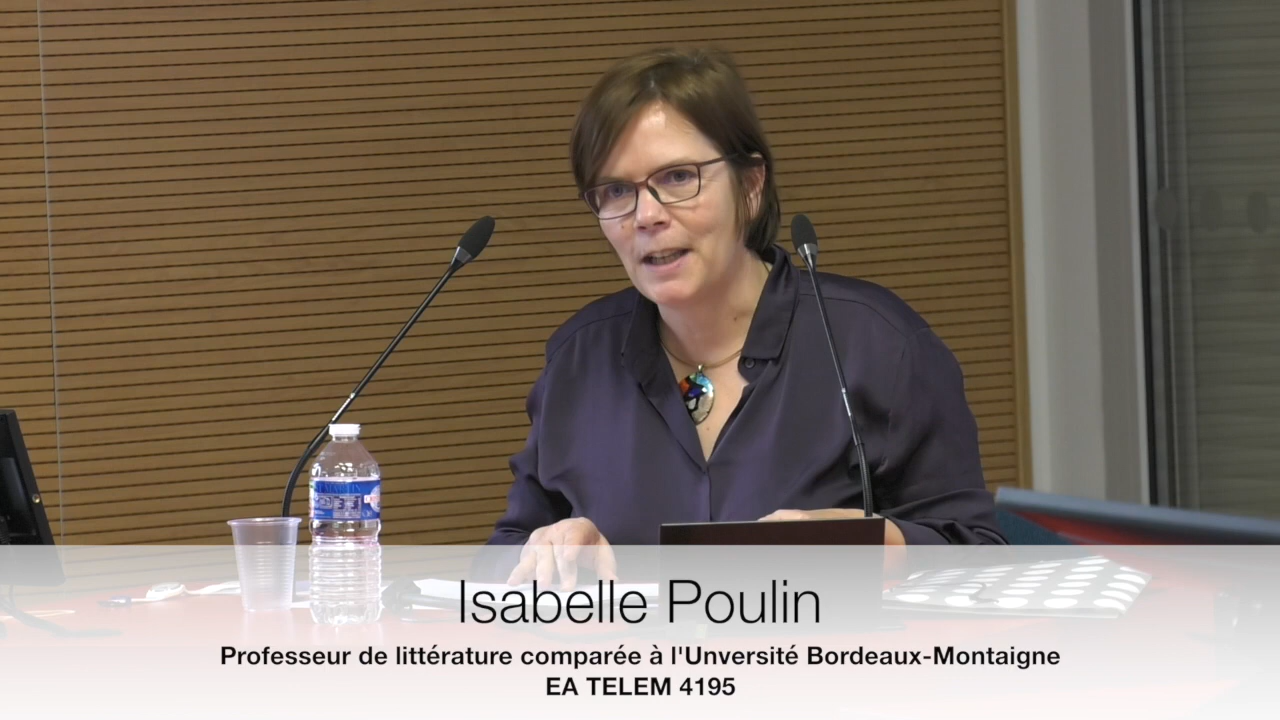 Isabelle Poulin
Professeur de littérature comparée à l'Unversité Bordeaux-Montaigne
EA TELEM 4195